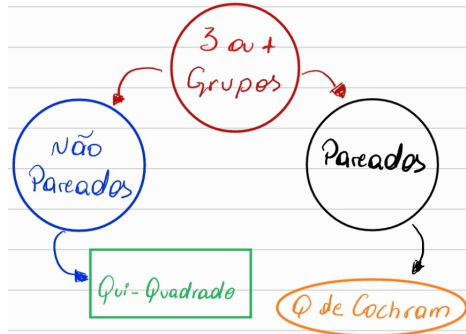 3 ou +
Grupos
Não
Pareados
Pareados
Qui-Quadrado
Q de Cochram